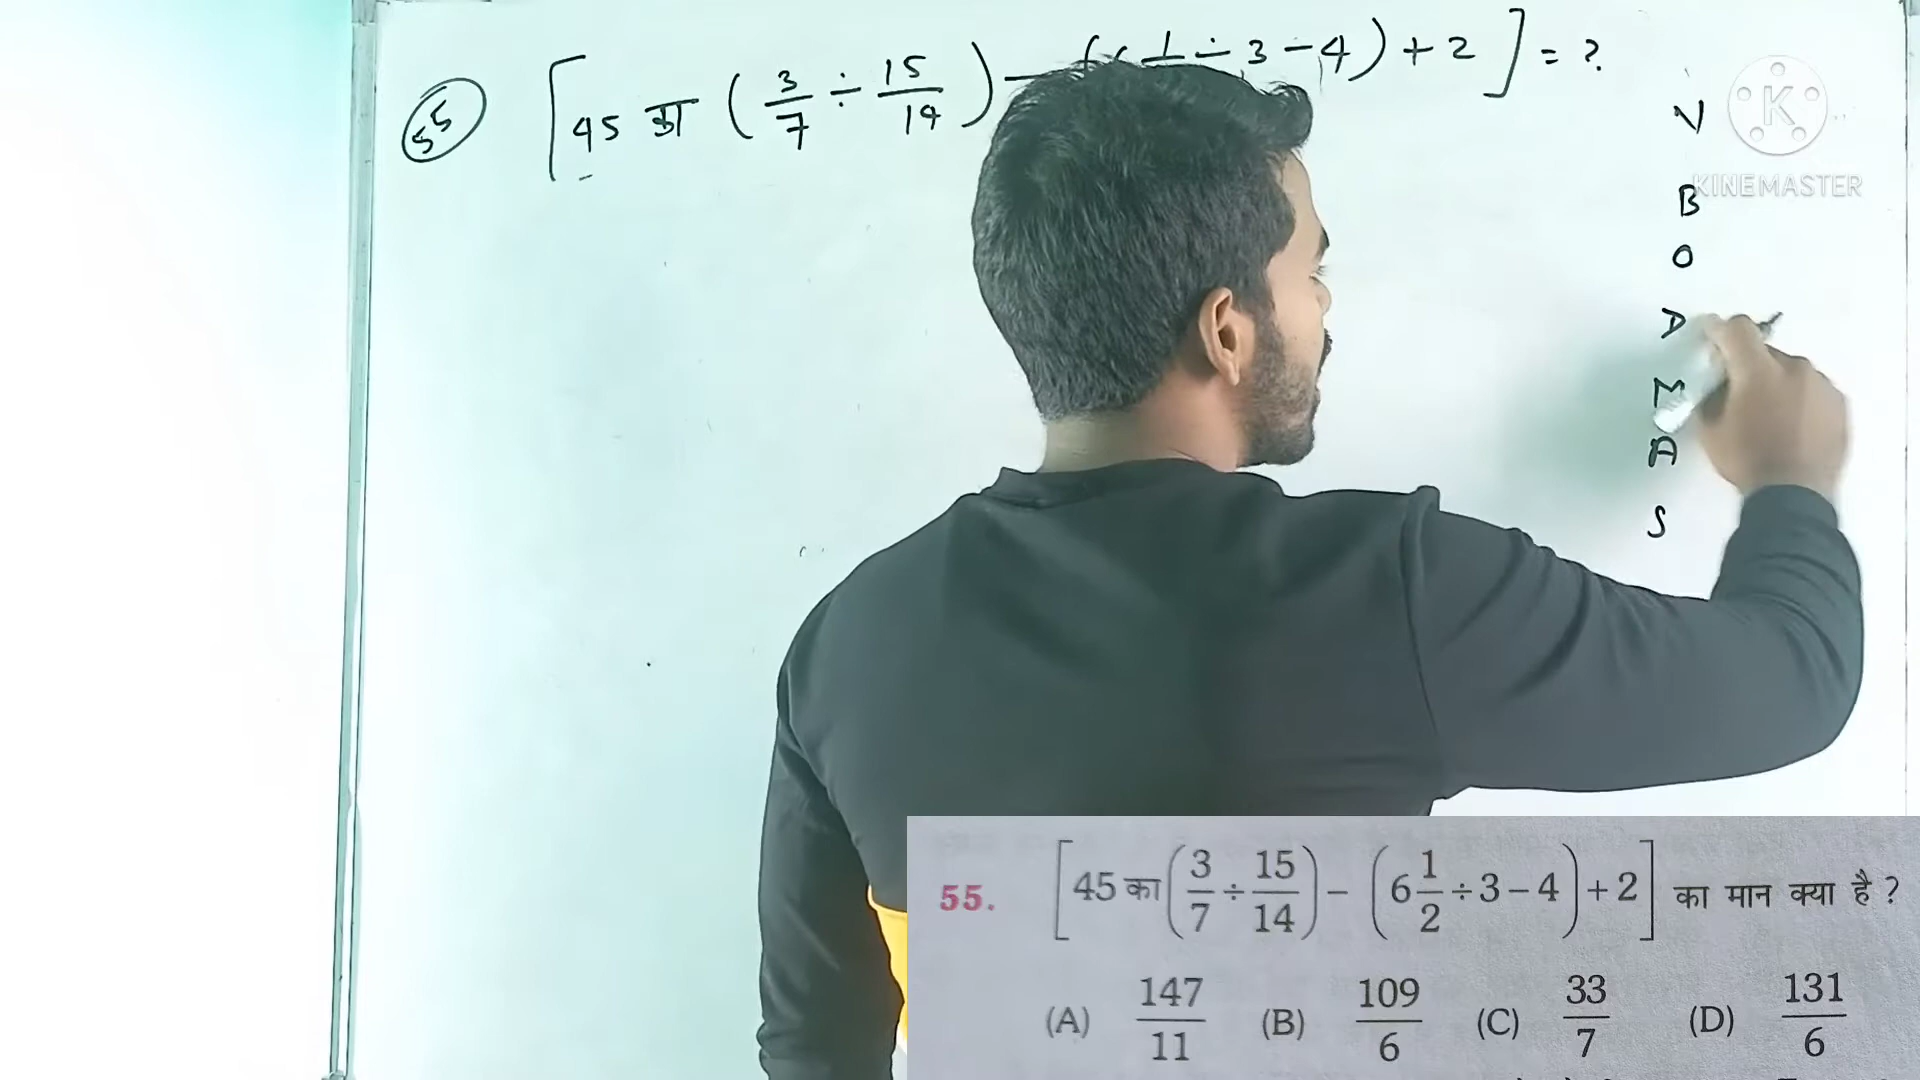 55 [ 45 का ( 3/7 ÷ 15/14 ) – ( 1 ÷ 3 – 4 ) + 2 ] = ?
V
B
O
D
M
A
S
KINEMASTER
55. [ 45 का ( 3/7 ÷ 15/14 ) – ( 6 1/2 ÷ 3 – 4 ) + 2 ] का मान क्या है ?
(A) 147/11 (B) 109/6 (C) 33/7 (D) 131/6